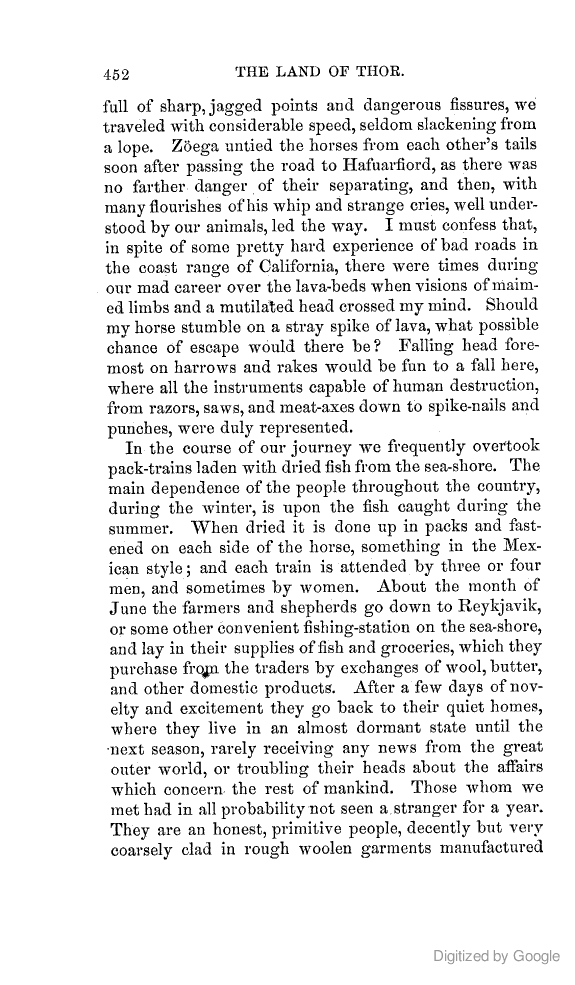 452
THE LAND OF THOR.
full of sharp, jagged points and dangerous fissures, we
traveled with considerable speed, seldom slackening from
a lope. Zöega untied the horses from each other's tails
soon after passing the road to Hafuarfiord, as there was
no farther danger of their separating, and then, with
many flourishes of his whip and strange cries, well under-
stood by our animals, led the way. I must confess that,
in spite of some pretty hard experience of bad roads in
the coast range of California, there were times during
our mad career over the lava-beds when visions of maim-
ed limbs and a mutilated head crossed my mind. Should
my horse stumble on a stray spike of lava, what possible
chance of escape would there be? Falling head fore-
most on harrows and rakes would be fun to a fall here,
where all the instruments capable of human destruction,
from razors, saws, and meat-axes down to spike-nails and
punches, were duly represented.
In the course of our journey we frequently overtook
pack-trains laden with dried fish from the sea-shore. The
main dependence of the people throughout the country,
during the winter, is upon the fish caught during the
summer. When dried it is done up in packs and fast-
ened on each side of the horse, something in the Mex-
ican style; and each train is attended by three or four
men, and sometimes by women. About the month of
June the farmers and shepherds go down to Reykjavik,
or some other convenient fishing-station on the sea-shore,
and lay in their supplies of fish and groceries, which they
purchase from the traders by exchanges of wool, butter,
and other domestic products. After a few days of nov-
elty and excitement they go back to their quiet homes,
where they live in an almost dormant state until the
next season, rarely receiving any news from the great
outer world, or troubling their heads about the affairs
which concern the rest of mankind. Those whom we
met had in all probability not seen a stranger for a year.
They are an honest, primitive people, decently but very
coarsely clad in rough woolen garments manufactured
Digitized by Google